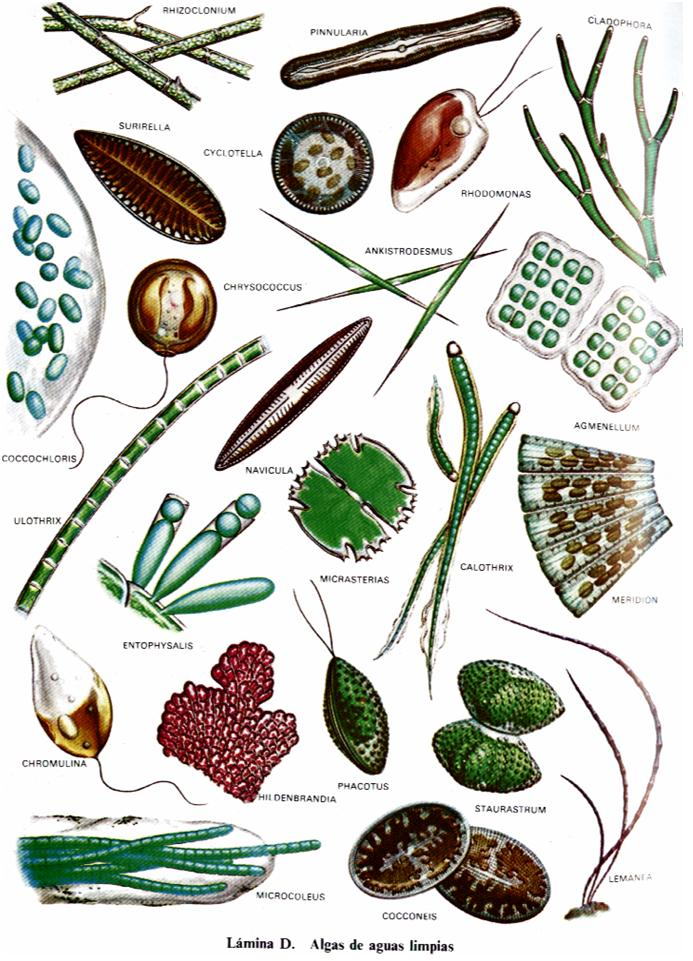 RHIZOCLONIUM
PINNULARIA
CLADOPHORA
SURIRELLA
CYCLOTELLA
RHODOMONAS
ANKISTRODESMUS
CHRYSOCOCCUS
AGMENELLUM
COCCOCHLORIS
NAVICULA
ULOTHRIX
MICRASTERIAS
CALOTHRIX
MERIDION
ENTOPHYSALIS
CHROMULINA
HILDENBRANDIA
PHACOTUS
STAURASTRUM
LEMANEA
MICROCOLEUS
COCCONEIS
Lámina D. Algas de aguas limpias